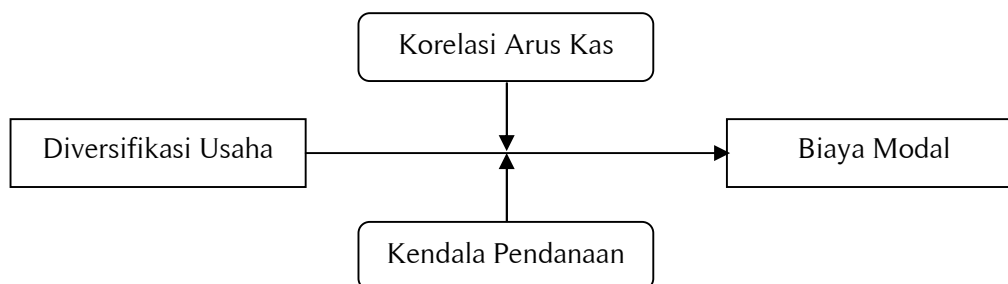 Korelasi Arus Kas
Diversifikasi Usaha
Biaya Modal
Kendala Pendanaan